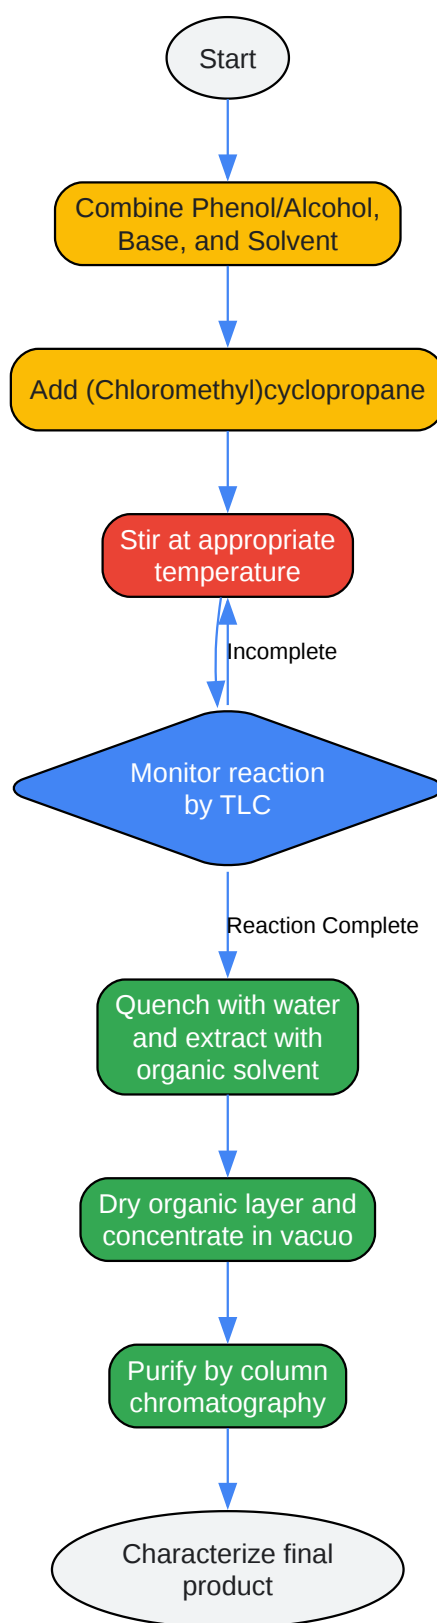 Start
Combine Phenol/Alcohol,
Base, and Solvent
Add (Chloromethyl)cyclopropane
Stir at appropriate
temperature
Incomplete
Monitor reaction
by TLC
Reaction Complete
Quench with water
and extract with
organic solvent
Dry organic layer and
concentrate in vacuo
Purify by column
chromatography
Characterize final
product